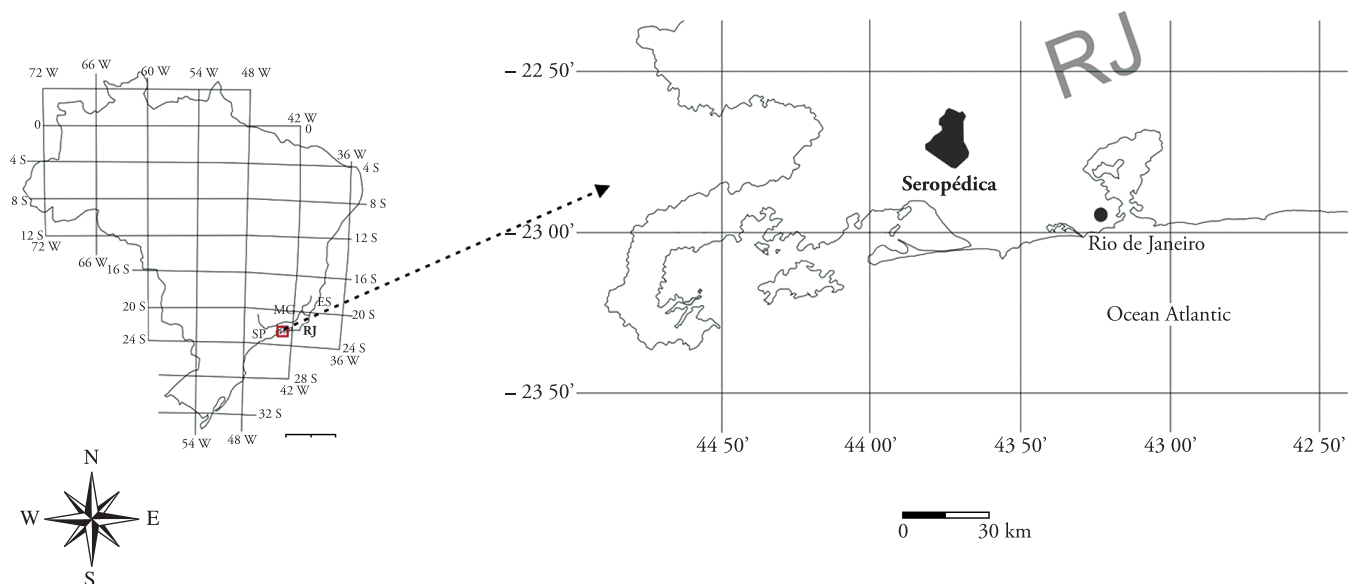 72 W
66 W
60 W
54 W
48 W
42 W
0
0
36 W
4 S
4 S
8 S
8 S
12 S
72 W
12 S
66 W
16 S
16 S
20 S
MG
ES
20 S
SP
RJ
24 S
24 S
36 W
28 S
42 W
32 S
54 W
48 W
N
W
E
S
RJ
– 22 50’
Seropédica
– 23 00’
Rio de Janeiro
Ocean Atlantic
– 23 50’
44 50’
44 00’
43 50’
43 00’
42 50’
0
30 km